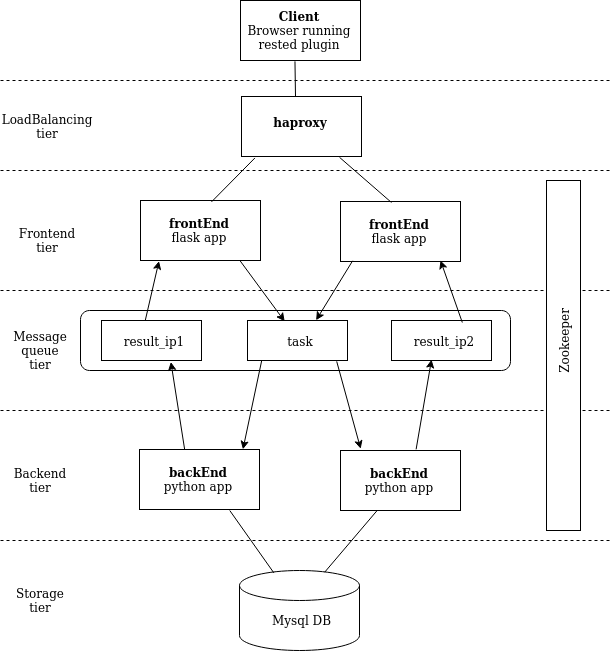 Client
Browser running
rested plugin
LoadBalancing
tier
haproxy
Frontend
tier
frontEnd
flask app
frontEnd
flask app
Message
queue
tier
result_ip1
task
result_ip2
Zookeeper
Backend
tier
backEnd
python app
backEnd
python app
Storage
tier
Mysql DB